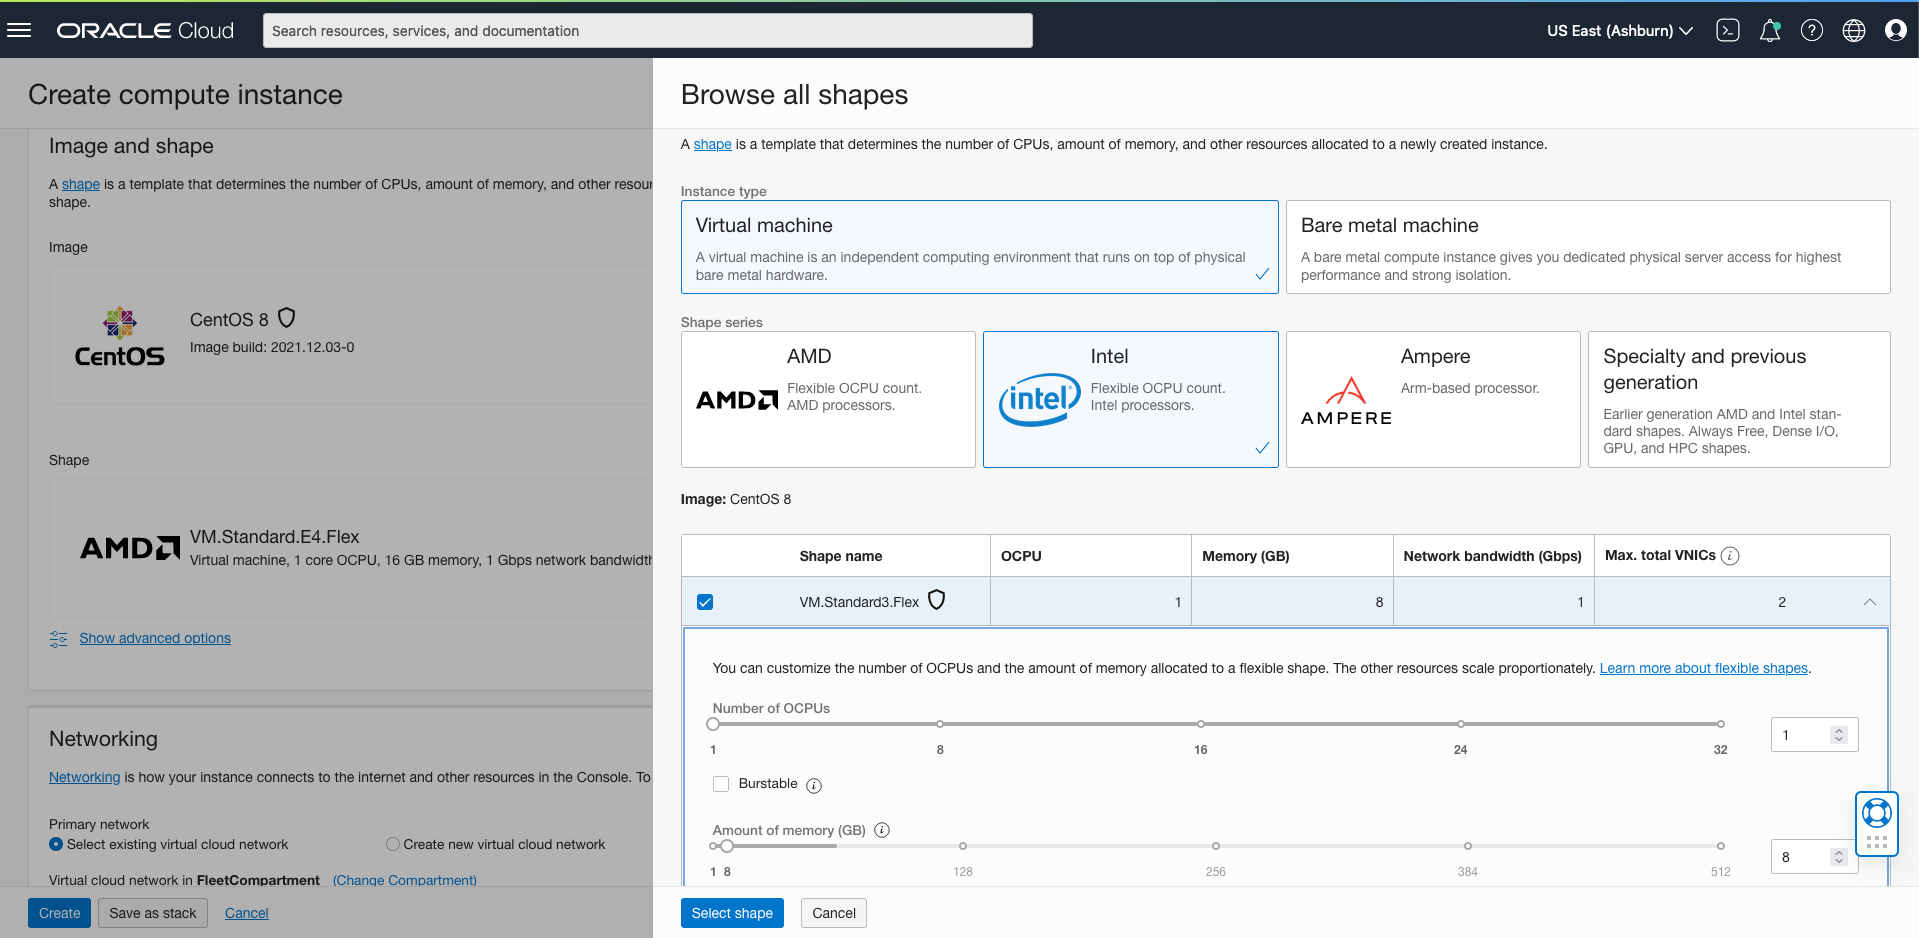 ORACLE Cloud
Search resources, services, and documentation
US East (Ashburn)
Create compute instance
Image and shape
A shape is a template that determines the number of CPUs, amount of memory, and other resour
shape.
Image
CentOS
CentOS 8
Image build: 2021.12.03-0
Shape
AMD
VM.Standard.E4.Flex
Virtual machine, 1 core OCPU, 16 GB memory, 1 Gbps network bandwidth
Show advanced options
Networking
Networking is how your instance connects to the internet and other resources in the Console. To
Primary network
Select existing virtual cloud network
Create new virtual cloud network
Virtual cloud network in FleetCompartment (Change Compartment)
Create
Save as stack
Cancel
Browse all shapes
A shape is a template that determines the number of CPUs, amount of memory, and other resources allocated to a newly created instance.
Instance type
Virtual machine
A virtual machine is an independent computing environment that runs on top of physical
bare metal hardware.
Bare metal machine
A bare metal compute instance gives you dedicated physical server access for highest
performance and strong isolation.
Shape series
AMD
AMD
Flexible OCPU count.
AMD processors.
Intel
intel
Flexible OCPU count.
Intel processors.
Ampere
AMPERE
Arm-based processor.
Specialty and previous
generation
Earlier generation AMD and Intel stan-
dard shapes. Always Free, Dense I/O,
GPU, and HPC shapes.
Image: CentOS 8
Shape name OCPU Memory (GB) Network bandwidth (Gbps) Max. total VNICs i
VM.Standard3.Flex 1 8 1 2
You can customize the number of OCPUs and the amount of memory allocated to a flexible shape. The other resources scale proportionately. Learn more about flexible shapes.
Number of OCPUs
1 8 16 24 32
1
Burstable i
Amount of memory (GB) i
1 8 128 256 384 512
8
Select shape
Cancel